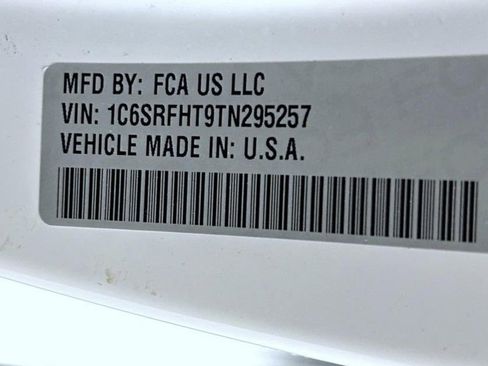 MFD BY: FCA US LLC
VIN: 1C6SRFHT9TN295257
VEHICLE MADE IN: U.S.A.